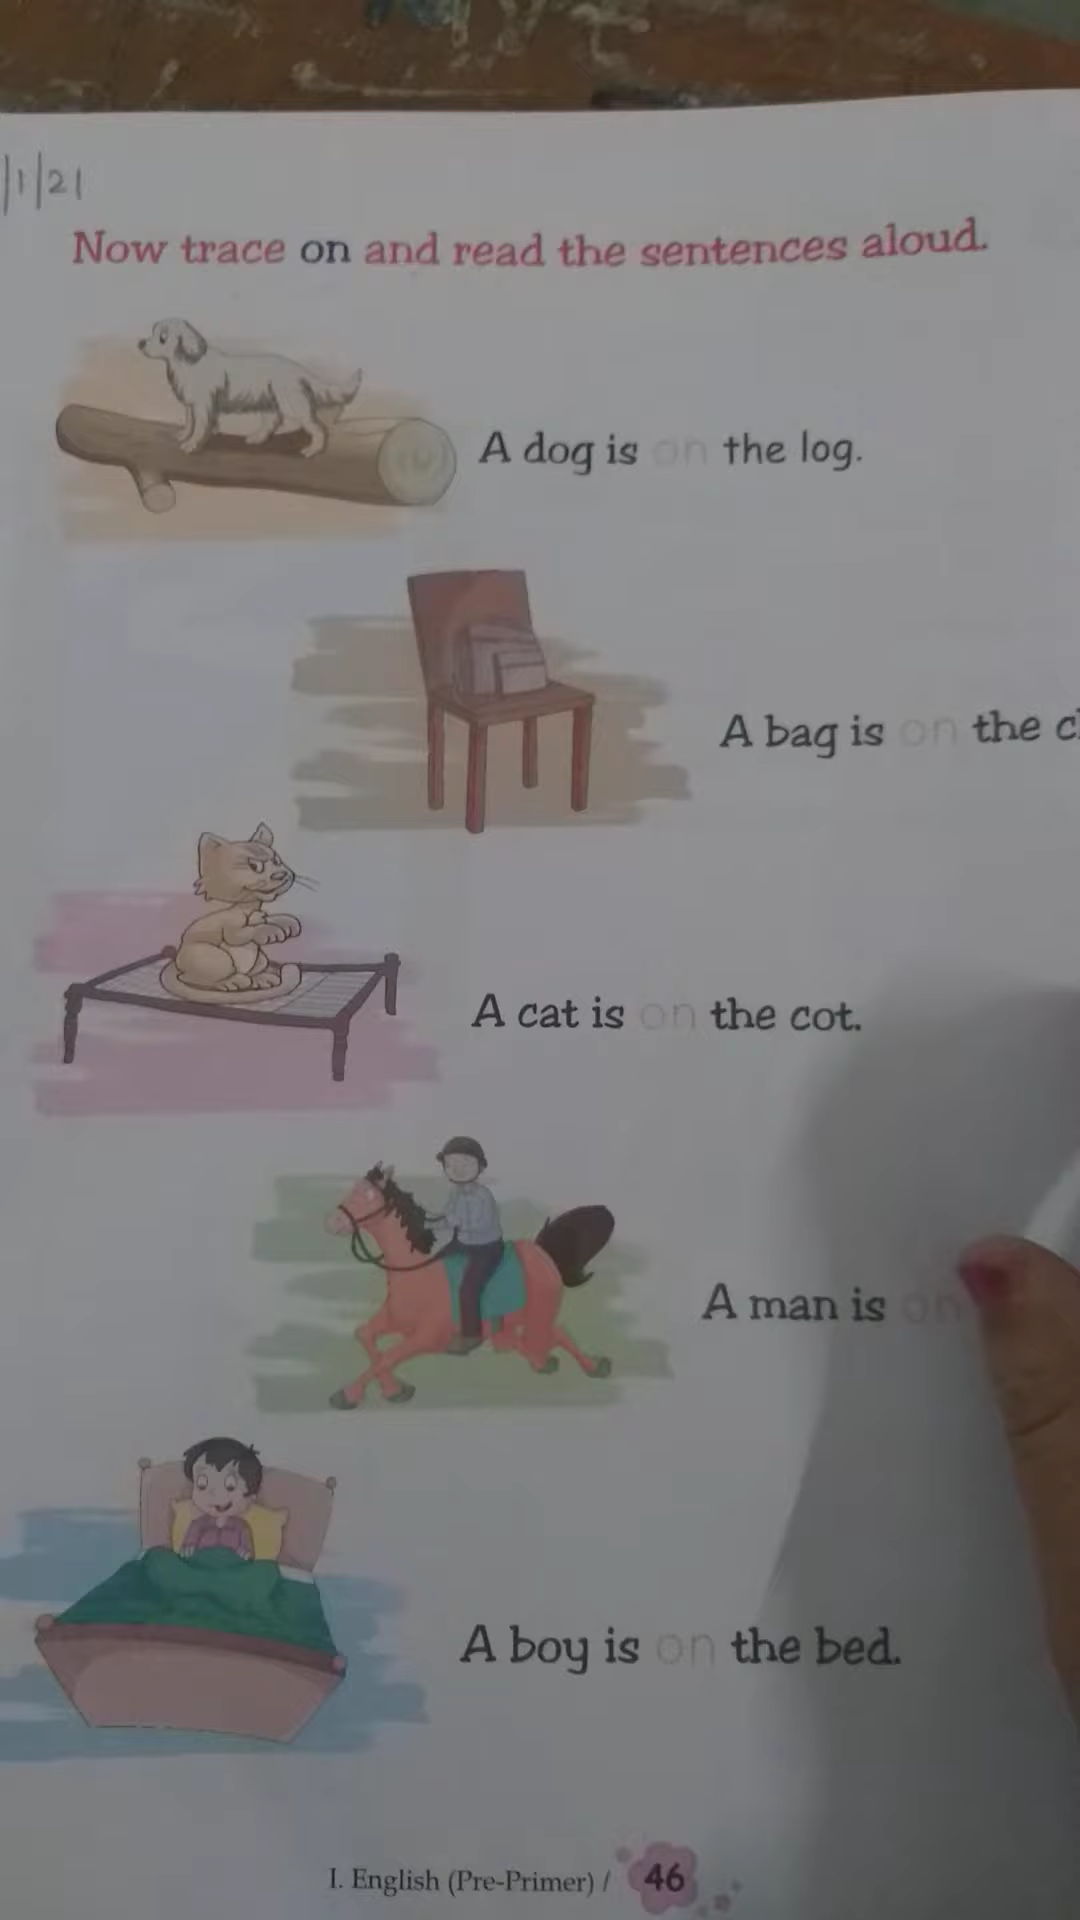 /1/21
Now trace on and read the sentences aloud.
A dog is on the log.
A bag is on the
A cat is on the cot.
A man is on
A boy is on the bed.
I. English (Pre-Primer) / 46